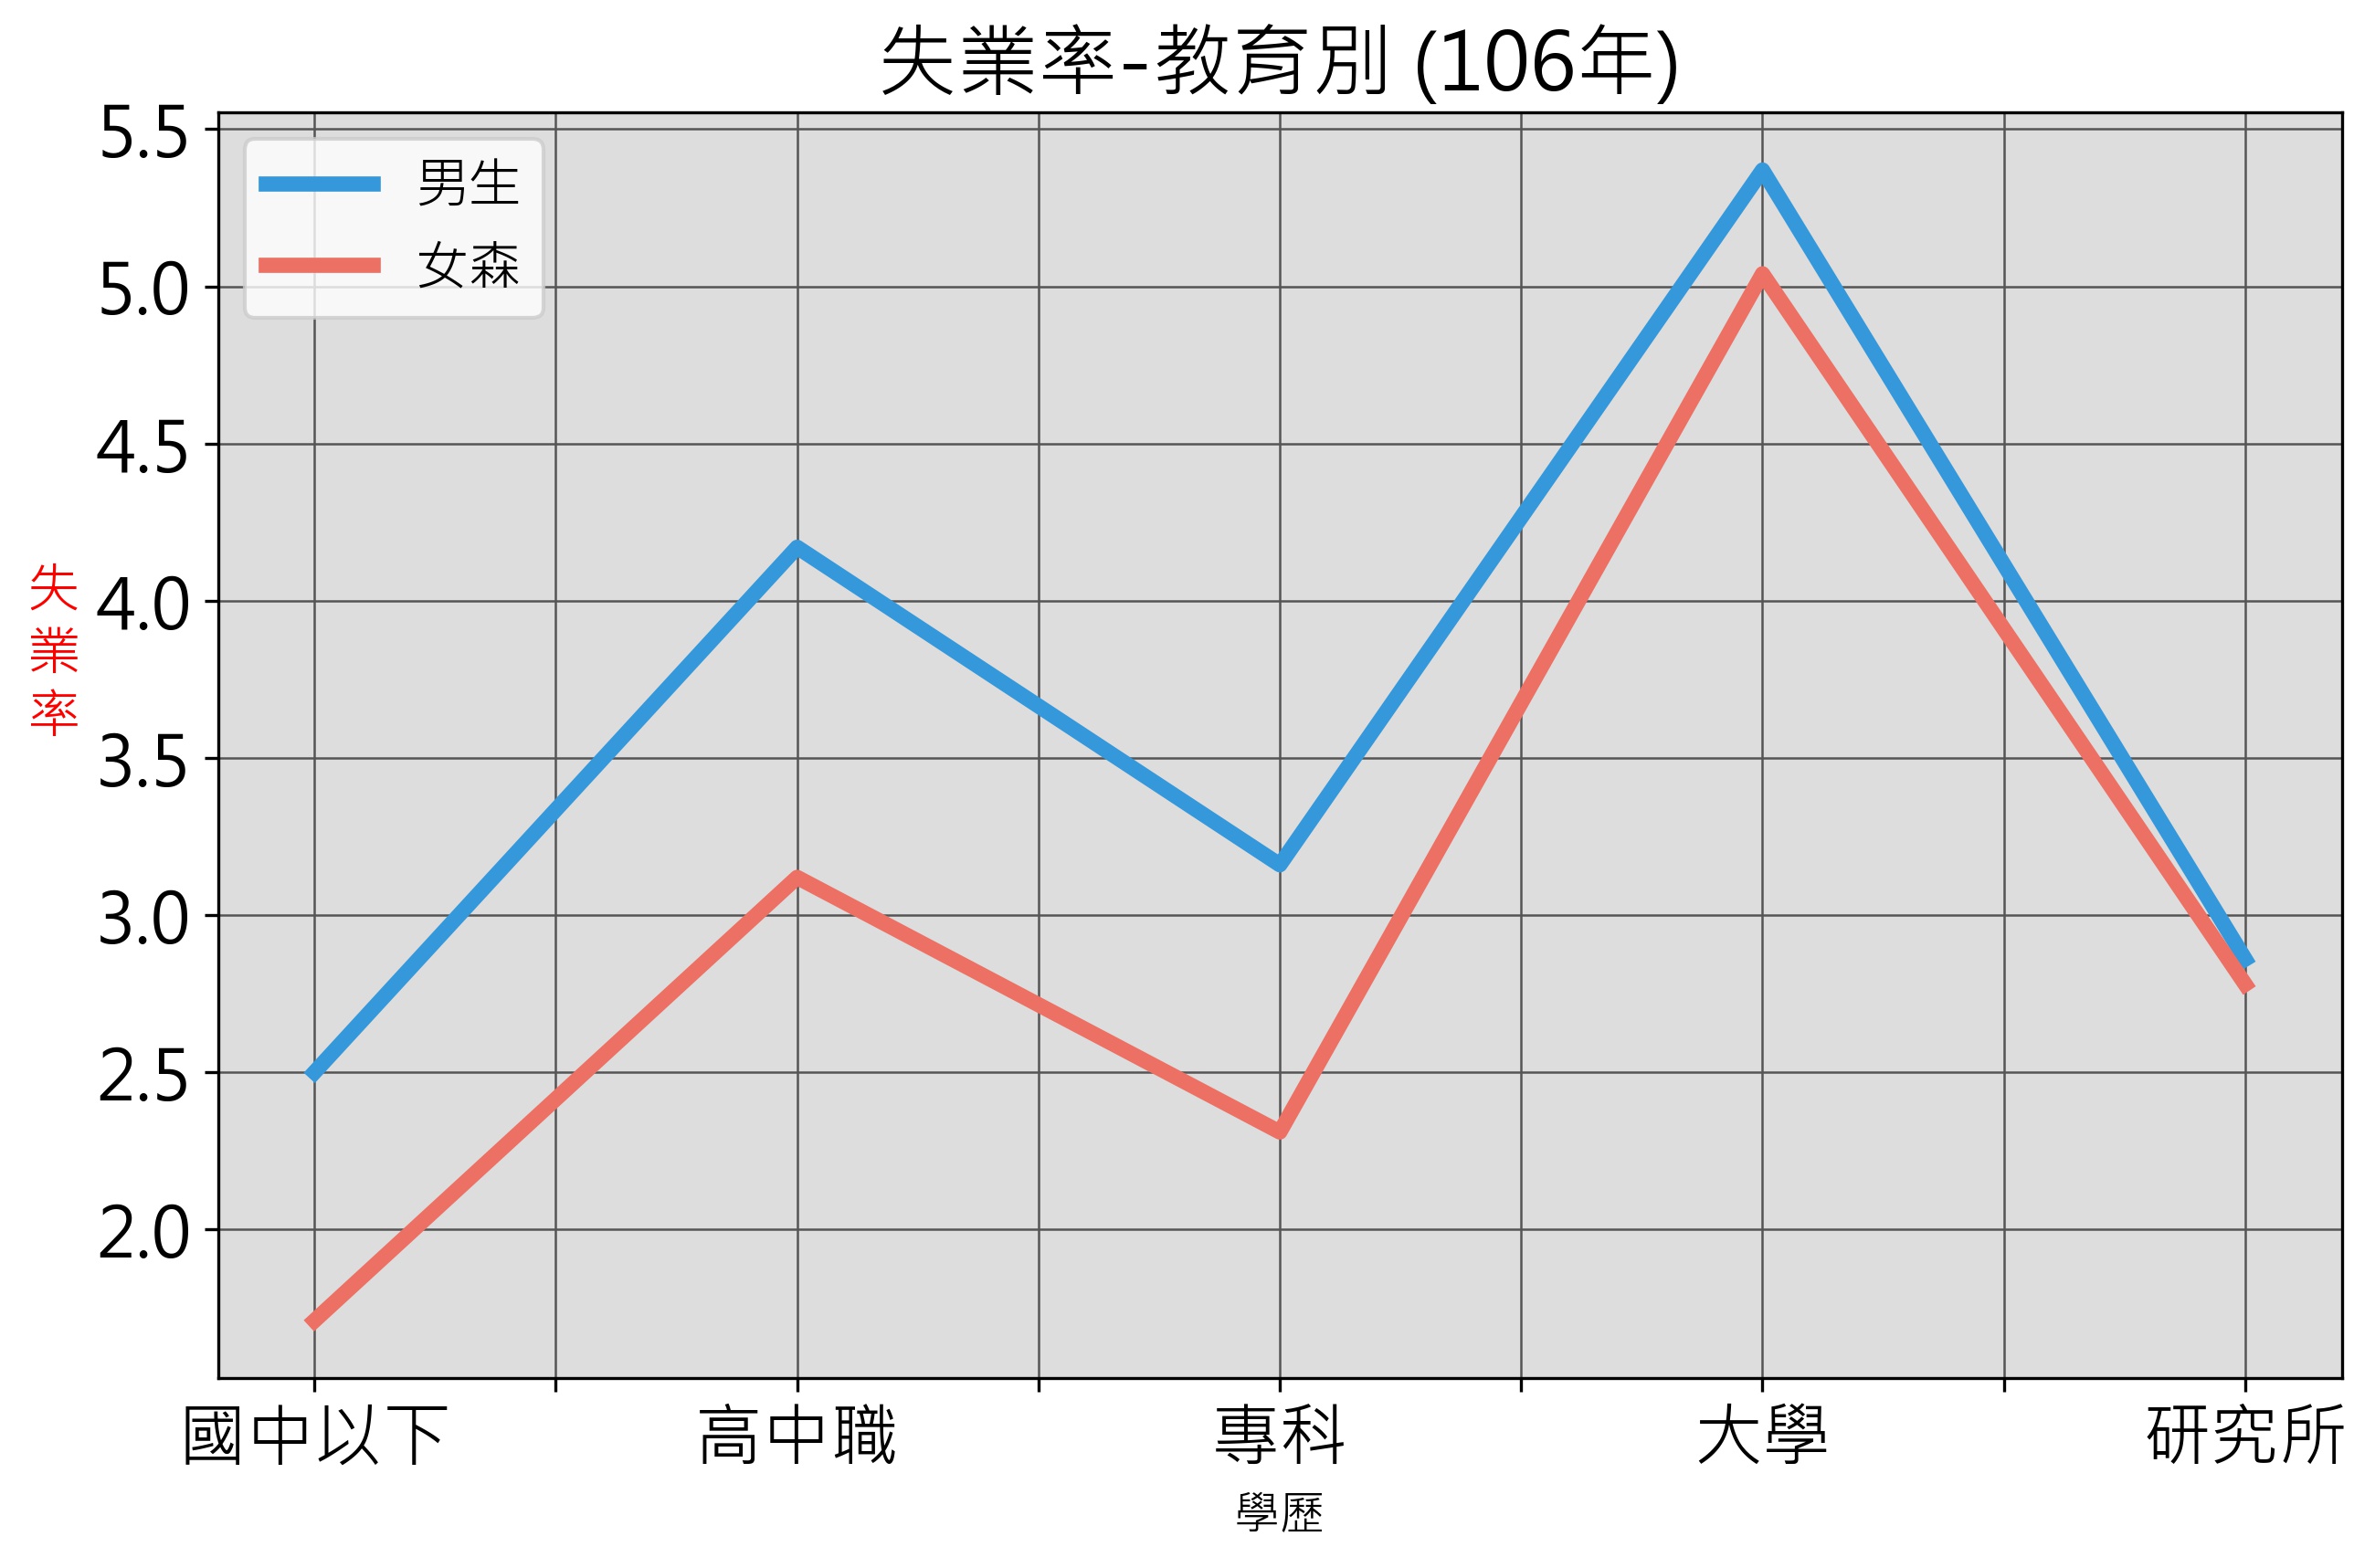 失業率-教育別 (106年)
5.5
5.0
4.5
4.0
3.5
3.0
2.5
2.0
男生
女森
失
業
率
國中以下 高中職 專科 大學 研究所
學歷